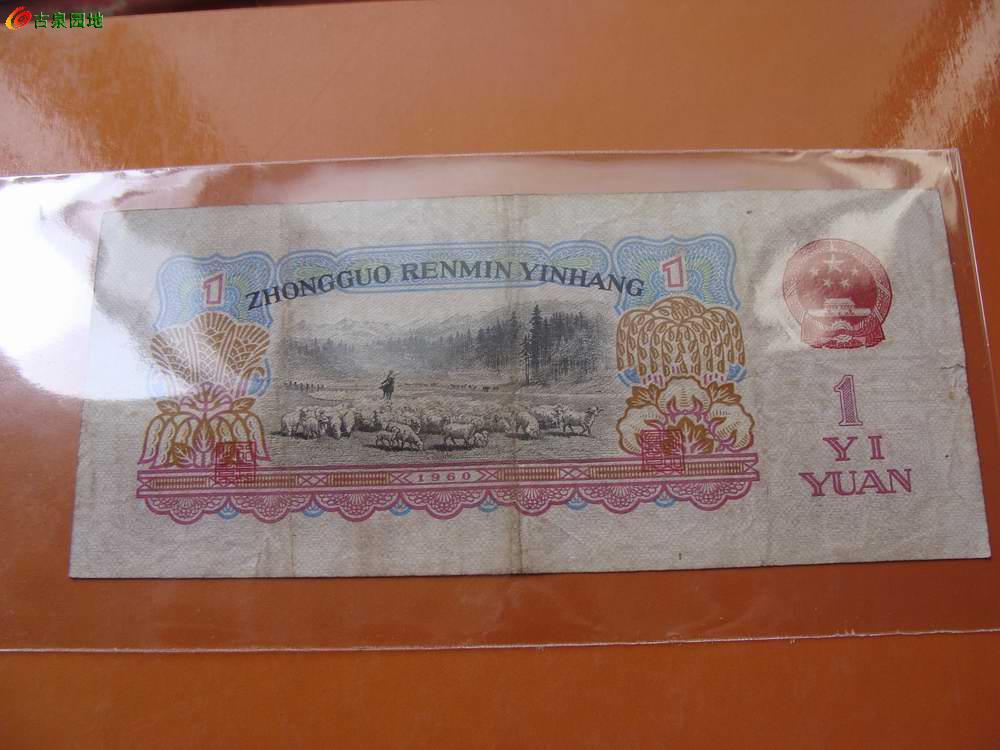 古泉园地
1
1
ZHONGGUO RENMIN YINHANG
1960
1
YI
YUAN